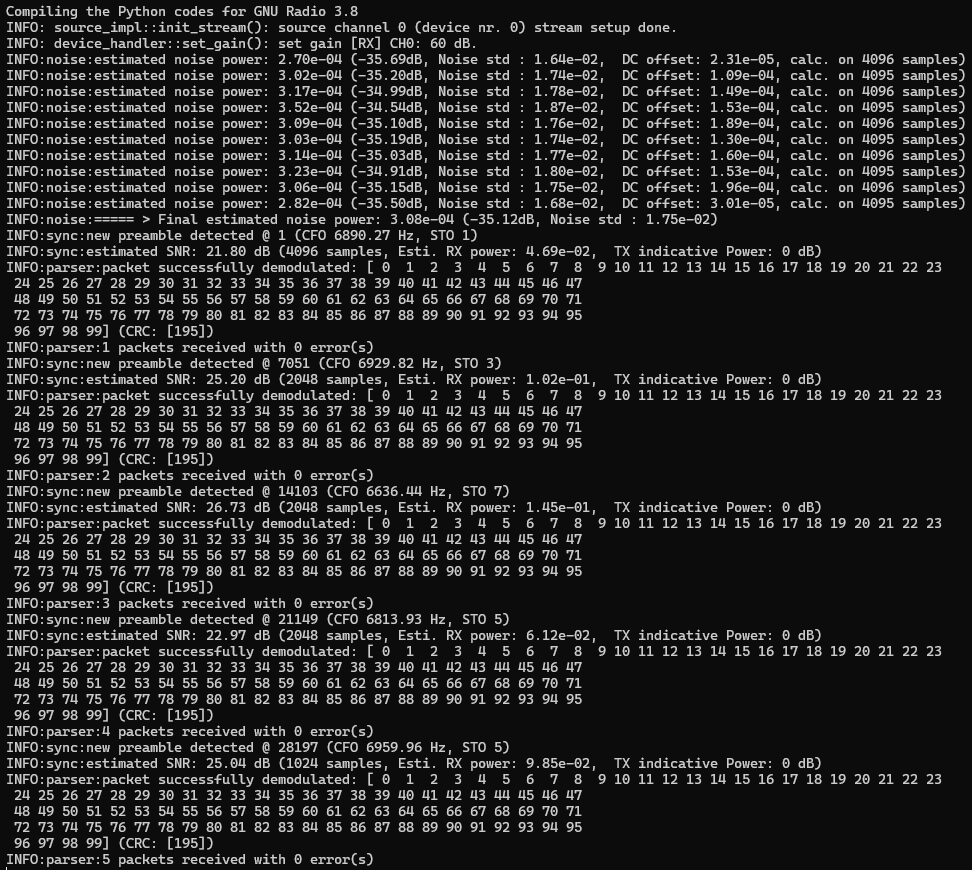 Compiling the Python codes for GNU Radio 3.8
INFO: source_impl::init_stream(): source channel 0 (device nr. 0) stream setup done.
INFO: device_handler::set_gain(): set gain [RX] CH0: 60 dB.
INFO:noise:estimated noise power: 2.70e-04 (-35.69dB, Noise std : 1.64e-02,  DC offset: 2.31e-05, calc. on 4096 samples)
INFO:noise:estimated noise power: 3.02e-04 (-35.20dB, Noise std : 1.74e-02,  DC offset: 1.09e-04, calc. on 4095 samples)
INFO:noise:estimated noise power: 3.17e-04 (-34.99dB, Noise std : 1.78e-02,  DC offset: 1.49e-04, calc. on 4096 samples)
INFO:noise:estimated noise power: 3.52e-04 (-34.54dB, Noise std : 1.87e-02,  DC offset: 1.53e-04, calc. on 4095 samples)
INFO:noise:estimated noise power: 3.09e-04 (-35.10dB, Noise std : 1.76e-02,  DC offset: 1.89e-04, calc. on 4096 samples)
INFO:noise:estimated noise power: 3.03e-04 (-35.19dB, Noise std : 1.74e-02,  DC offset: 1.30e-04, calc. on 4095 samples)
INFO:noise:estimated noise power: 3.14e-04 (-35.03dB, Noise std : 1.77e-02,  DC offset: 1.60e-04, calc. on 4096 samples)
INFO:noise:estimated noise power: 3.23e-04 (-34.91dB, Noise std : 1.80e-02,  DC offset: 1.53e-04, calc. on 4095 samples)
INFO:noise:estimated noise power: 3.06e-04 (-35.15dB, Noise std : 1.75e-02,  DC offset: 1.96e-04, calc. on 4096 samples)
INFO:noise:estimated noise power: 2.82e-04 (-35.50dB, Noise std : 1.68e-02,  DC offset: 3.01e-05, calc. on 4095 samples)
INFO:noise:===== > Final estimated noise power: 3.08e-04 (-35.12dB, Noise std : 1.75e-02)
INFO:sync:new preamble detected @ 1 (CFO 6890.27 Hz, STO 1)
INFO:sync:estimated SNR: 21.80 dB (4096 samples, Esti. RX power: 4.69e-02,  TX indicative Power: 0 dB)
INFO:parser:packet successfully demodulated: [ 0  1  2  3  4  5  6  7  8  9 10 11 12 13 14 15 16 17 18 19 20 21 22 23
 24 25 26 27 28 29 30 31 32 33 34 35 36 37 38 39 40 41 42 43 44 45 46 47
 48 49 50 51 52 53 54 55 56 57 58 59 60 61 62 63 64 65 66 67 68 69 70 71
 72 73 74 75 76 77 78 79 80 81 82 83 84 85 86 87 88 89 90 91 92 93 94 95
 96 97 98 99] (CRC: [195])
INFO:parser:1 packets received with 0 error(s)
INFO:sync:new preamble detected @ 7051 (CFO 6929.82 Hz, STO 3)
INFO:sync:estimated SNR: 25.20 dB (2048 samples, Esti. RX power: 1.02e-01,  TX indicative Power: 0 dB)
INFO:parser:packet successfully demodulated: [ 0  1  2  3  4  5  6  7  8  9 10 11 12 13 14 15 16 17 18 19 20 21 22 23
 24 25 26 27 28 29 30 31 32 33 34 35 36 37 38 39 40 41 42 43 44 45 46 47
 48 49 50 51 52 53 54 55 56 57 58 59 60 61 62 63 64 65 66 67 68 69 70 71
 72 73 74 75 76 77 78 79 80 81 82 83 84 85 86 87 88 89 90 91 92 93 94 95
 96 97 98 99] (CRC: [195])
INFO:parser:2 packets received with 0 error(s)
INFO:sync:new preamble detected @ 14103 (CFO 6636.44 Hz, STO 7)
INFO:sync:estimated SNR: 26.73 dB (2048 samples, Esti. RX power: 1.45e-01,  TX indicative Power: 0 dB)
INFO:parser:packet successfully demodulated: [ 0  1  2  3  4  5  6  7  8  9 10 11 12 13 14 15 16 17 18 19 20 21 22 23
 24 25 26 27 28 29 30 31 32 33 34 35 36 37 38 39 40 41 42 43 44 45 46 47
 48 49 50 51 52 53 54 55 56 57 58 59 60 61 62 63 64 65 66 67 68 69 70 71
 72 73 74 75 76 77 78 79 80 81 82 83 84 85 86 87 88 89 90 91 92 93 94 95
 96 97 98 99] (CRC: [195])
INFO:parser:3 packets received with 0 error(s)
INFO:sync:new preamble detected @ 21149 (CFO 6813.93 Hz, STO 5)
INFO:sync:estimated SNR: 22.97 dB (2048 samples, Esti. RX power: 6.12e-02,  TX indicative Power: 0 dB)
INFO:parser:packet successfully demodulated: [ 0  1  2  3  4  5  6  7  8  9 10 11 12 13 14 15 16 17 18 19 20 21 22 23
 24 25 26 27 28 29 30 31 32 33 34 35 36 37 38 39 40 41 42 43 44 45 46 47
 48 49 50 51 52 53 54 55 56 57 58 59 60 61 62 63 64 65 66 67 68 69 70 71
 72 73 74 75 76 77 78 79 80 81 82 83 84 85 86 87 88 89 90 91 92 93 94 95
 96 97 98 99] (CRC: [195])
INFO:parser:4 packets received with 0 error(s)
INFO:sync:new preamble detected @ 28197 (CFO 6959.96 Hz, STO 5)
INFO:sync:estimated SNR: 25.04 dB (1024 samples, Esti. RX power: 9.85e-02,  TX indicative Power: 0 dB)
INFO:parser:packet successfully demodulated: [ 0  1  2  3  4  5  6  7  8  9 10 11 12 13 14 15 16 17 18 19 20 21 22 23
 24 25 26 27 28 29 30 31 32 33 34 35 36 37 38 39 40 41 42 43 44 45 46 47
 48 49 50 51 52 53 54 55 56 57 58 59 60 61 62 63 64 65 66 67 68 69 70 71
 72 73 74 75 76 77 78 79 80 81 82 83 84 85 86 87 88 89 90 91 92 93 94 95
 96 97 98 99] (CRC: [195])
INFO:parser:5 packets received with 0 error(s)